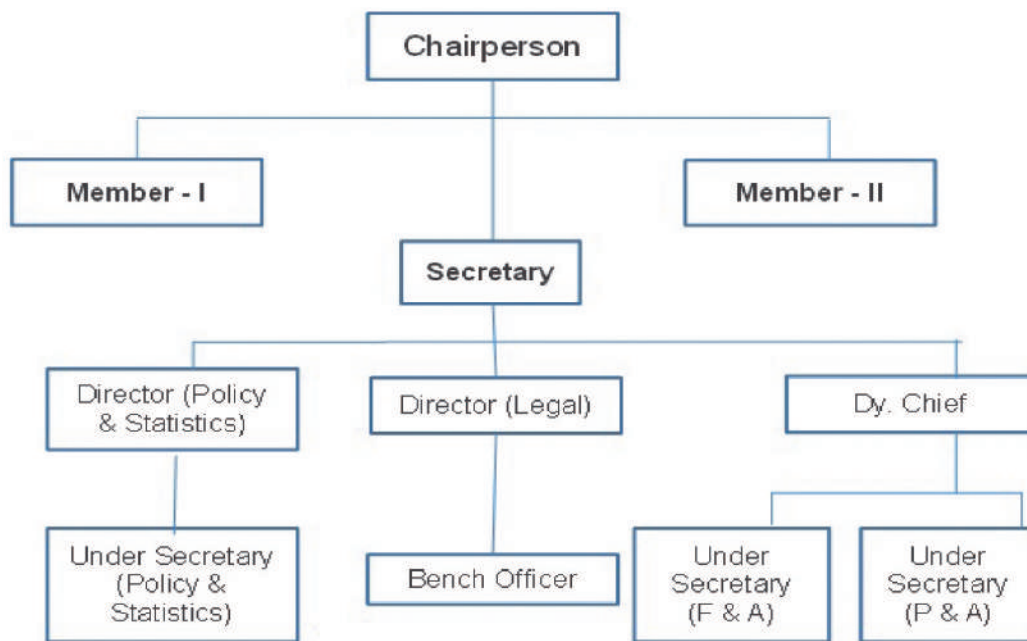 Chairperson
Member - I
Member - II
Secretary
Director (Policy
& Statistics)
Director (Legal)
Dy. Chief
Under Secretary
(Policy &
Statistics)
Bench Officer
Under
Secretary
(F & A)
Under
Secretary
(P & A)